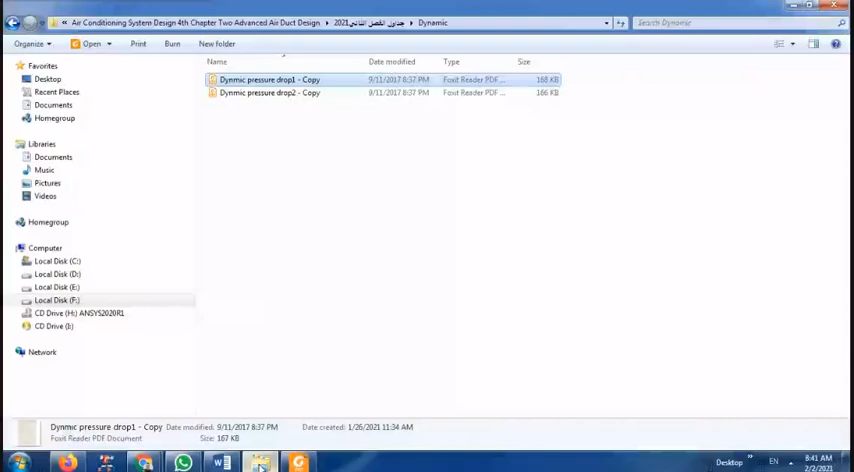 « Air Conditioning System Design 4th Chapter Two Advanced Air Duct Design ▸ جداول الفصل الثاني2021 ▸ Dynamic
Search Dynamic
Organize Open Print Burn New folder
Name Date modified Type Size
Favorites
Desktop
Recent Places
Documents
Homegroup
Libraries
Documents
Music
Pictures
Videos
Homegroup
Computer
Local Disk (C:)
Local Disk (D:)
Local Disk (E:)
Local Disk (F:)
CD Drive (H:) ANSYS2020R1
CD Drive (I:)
Network
Dynmic pressure drop1 - Copy 9/11/2017 8:37 PM Foxit Reader PDF ... 168 KB
Dynmic pressure drop2 - Copy 9/11/2017 8:37 PM Foxit Reader PDF ... 166 KB
Dynmic pressure drop1 - Copy Date modified: 9/11/2017 8:37 PM Date created: 1/26/2021 11:34 AM
Foxit Reader PDF Document Size: 167 KB
Desktop » EN 8:41 AM
2/2/2021